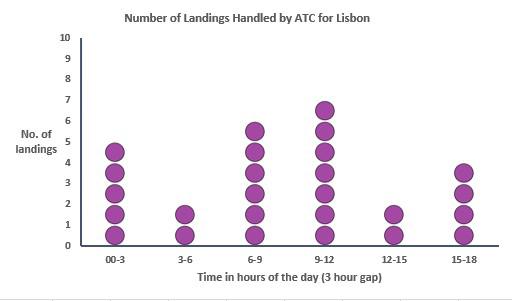 Number of Landings Handled by ATC for Lisbon
10
9
8
7
6
5
4
3
2
1
0
No. of
landings
00-3 3-6 6-9 9-12 12-15 15-18
Time in hours of the day (3 hour gap)